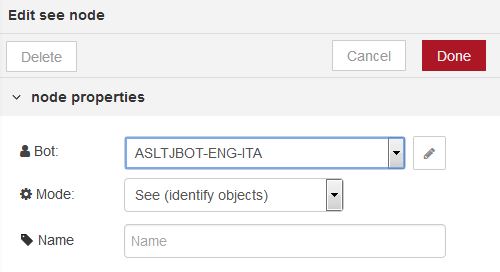 Edit see node
Delete Cancel Done
node properties
Bot: ASLTJBOT-ENG-ITA
Mode: See (identify objects)
Name Name